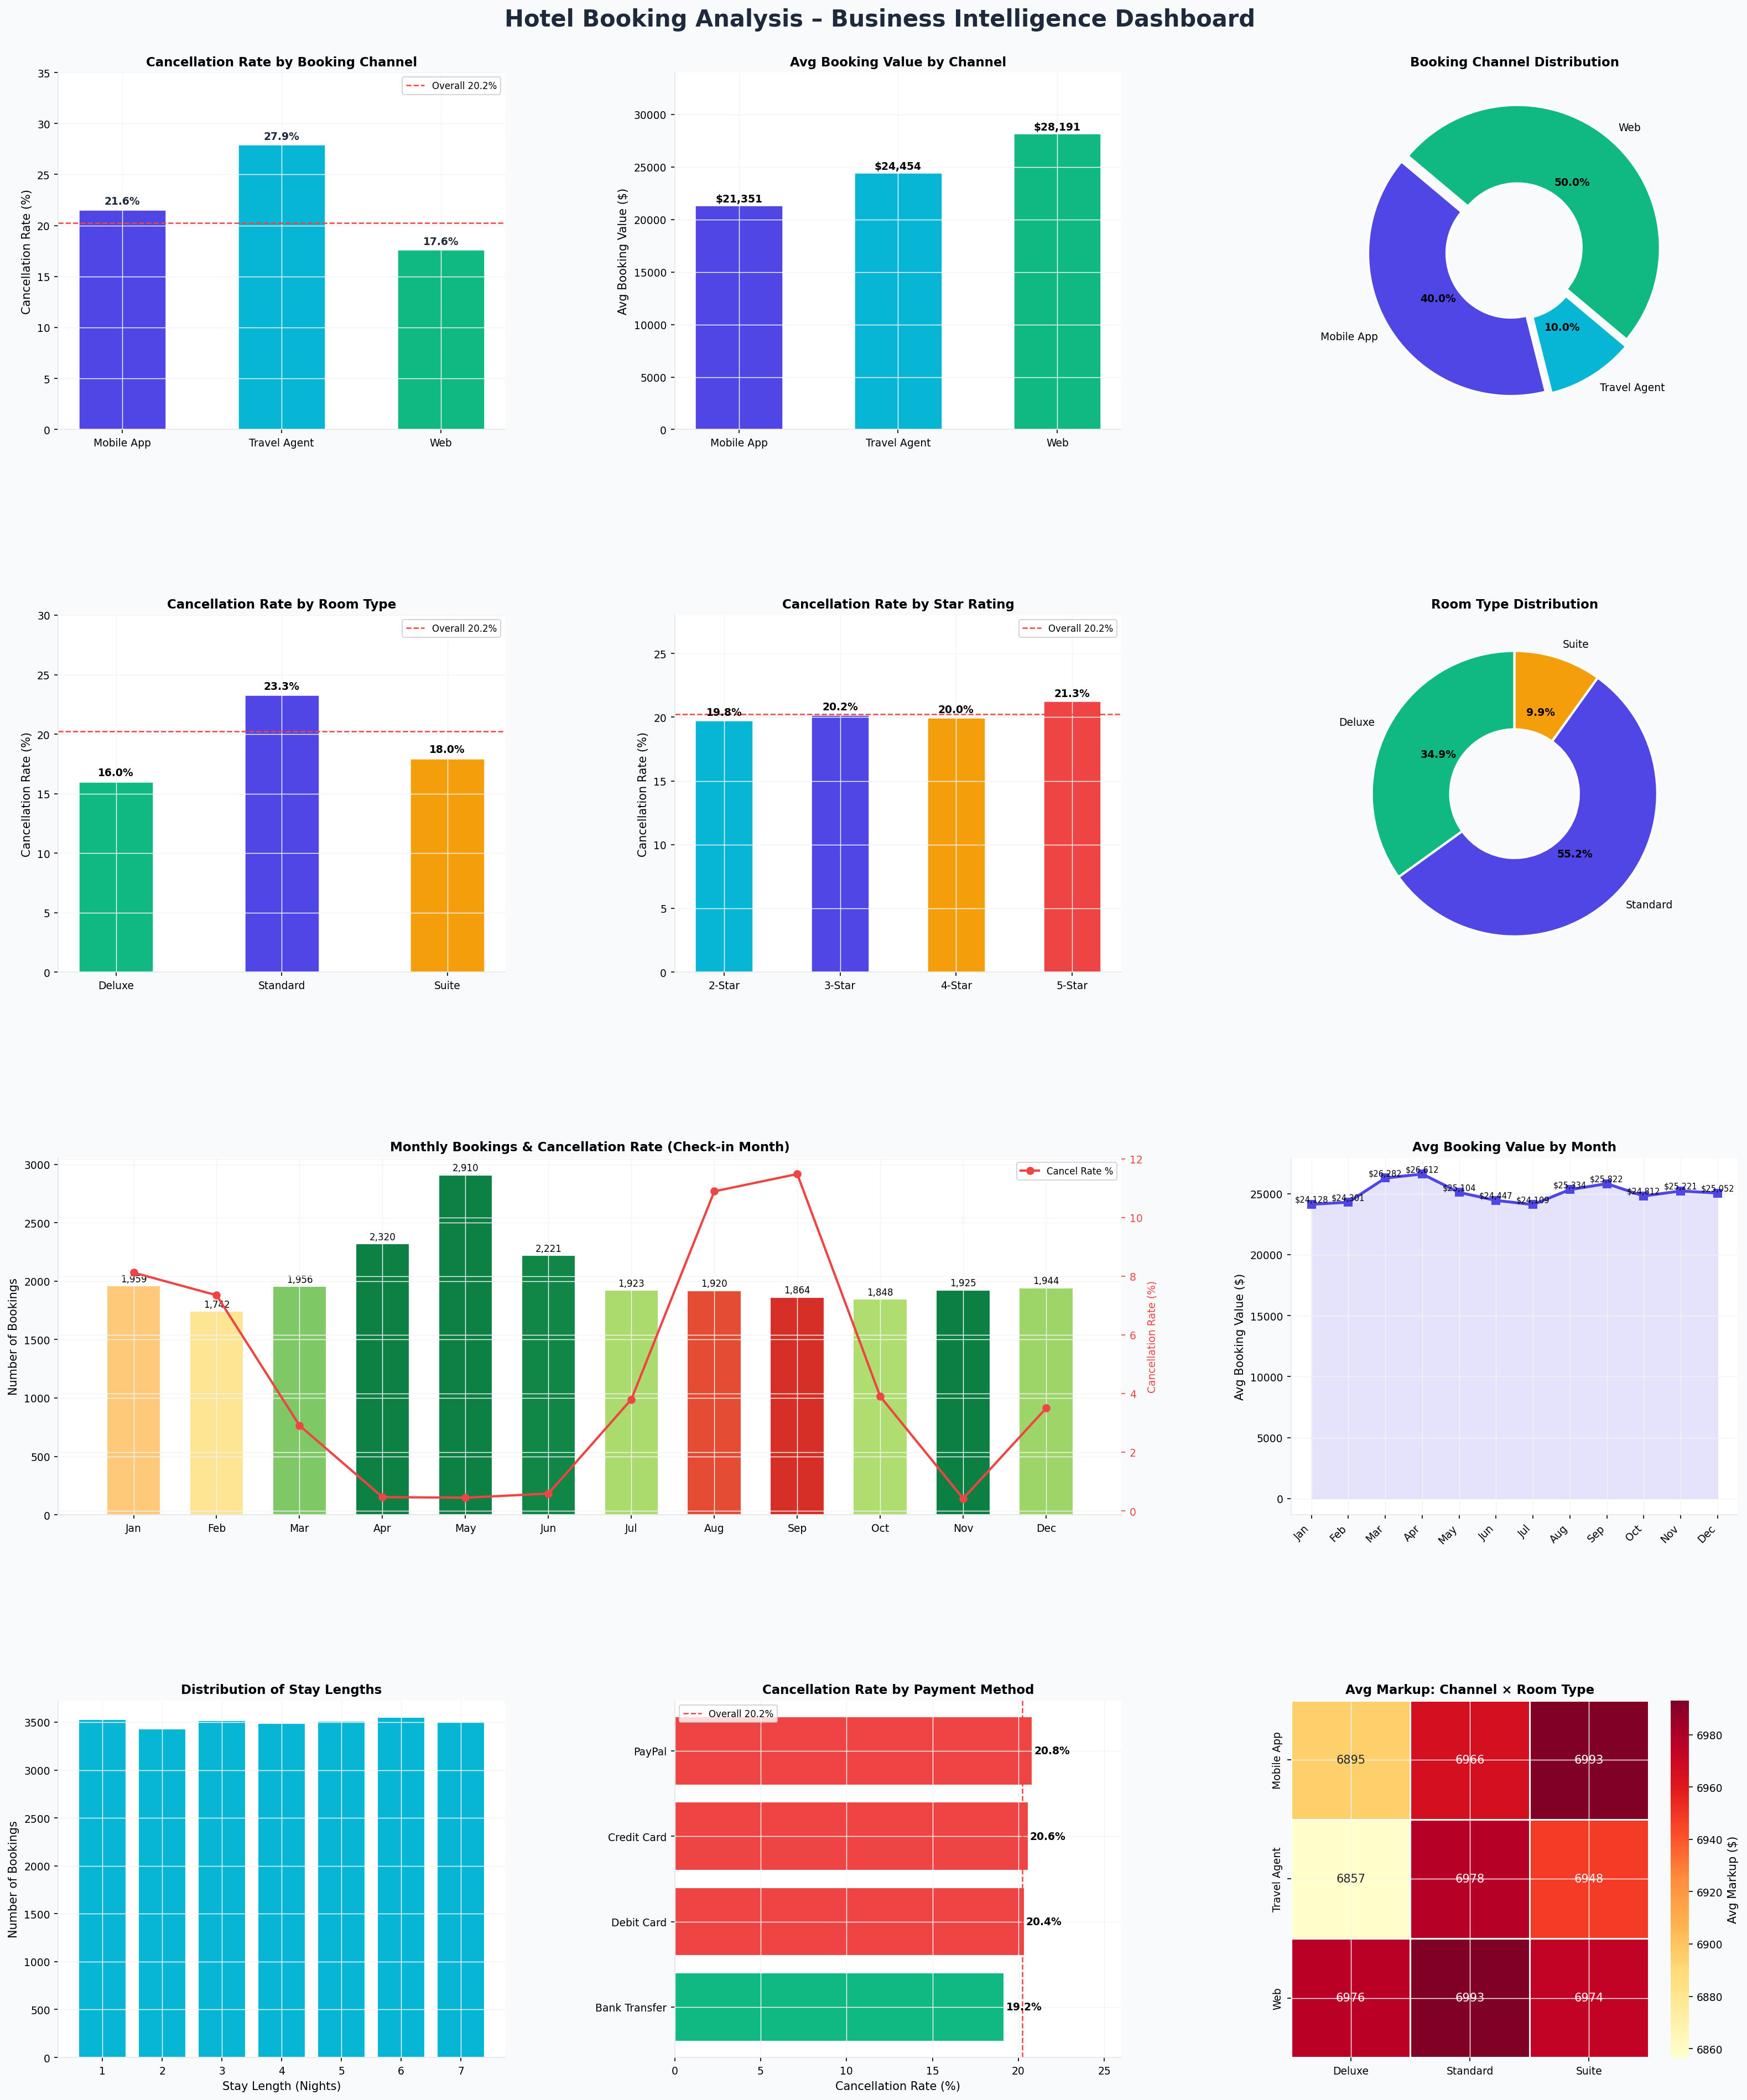 Hotel Booking Analysis – Business Intelligence Dashboard
Cancellation Rate by Booking Channel
Cancellation Rate (%)
35
30
25
20
15
10
5
0
Overall 20.2%
21.6%
27.9%
17.6%
Mobile App
Travel Agent
Web
Avg Booking Value by Channel
Avg Booking Value ($)
30000
25000
20000
15000
10000
5000
0
$21,351
$24,454
$28,191
Mobile App
Travel Agent
Web
Booking Channel Distribution
Web
50.0%
40.0%
Mobile App
10.0%
Travel Agent
Cancellation Rate by Room Type
Cancellation Rate (%)
30
25
20
15
10
5
0
Overall 20.2%
16.0%
23.3%
18.0%
Deluxe
Standard
Suite
Cancellation Rate by Star Rating
Cancellation Rate (%)
25
20
15
10
5
0
Overall 20.2%
19.8%
20.2%
20.0%
21.3%
2-Star
3-Star
4-Star
5-Star
Room Type Distribution
Suite
9.9%
Deluxe
34.9%
55.2%
Standard
Monthly Bookings & Cancellation Rate (Check-in Month)
Number of Bookings
3000
2500
2000
1500
1000
500
0
Cancel Rate %
1,959
1,742
1,956
2,320
2,910
2,221
1,923
1,920
1,864
1,848
1,925
1,944
Jan
Feb
Mar
Apr
May
Jun
Jul
Aug
Sep
Oct
Nov
Dec
12
10
8
6
4
2
0
Cancellation Rate (%)
Avg Booking Value by Month
Avg Booking Value ($)
25000
20000
15000
10000
5000
0
$24,128
$24,301
$26,282
$26,612
$25,104
$24,447
$24,109
$25,334
$25,822
$24,812
$25,221
$25,052
Jan
Feb
Mar
Apr
May
Jun
Jul
Aug
Sep
Oct
Nov
Dec
Distribution of Stay Lengths
Number of Bookings
3500
3000
2500
2000
1500
1000
500
0
1
2
3
4
5
6
7
Stay Length (Nights)
Cancellation Rate by Payment Method
Overall 20.2%
PayPal
20.8%
Credit Card
20.6%
Debit Card
20.4%
Bank Transfer
19.2%
0
5
10
15
20
25
Cancellation Rate (%)
Avg Markup: Channel × Room Type
Mobile App
6895
6966
6993
Travel Agent
6857
6978
6948
Web
6976
6993
6974
Deluxe
Standard
Suite
6980
6960
6940
6920
6900
6880
6860
Avg Markup ($)